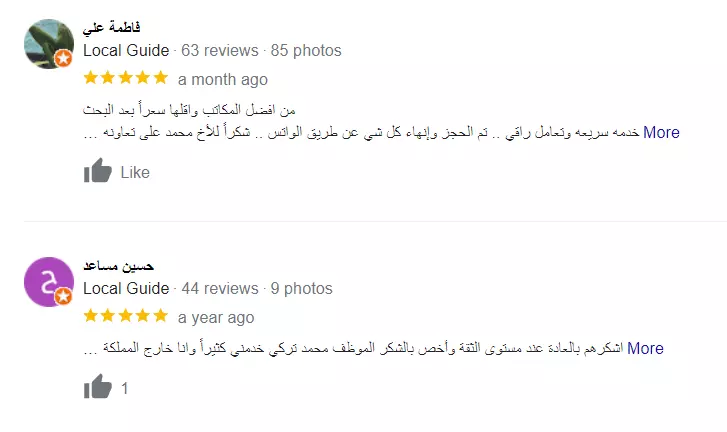 فاطمة علي
Local Guide · 63 reviews · 85 photos
a month ago
من افضل المكاتب واقلها سعراً بعد البحث
خدمه سريعه وتعامل راقي .. تم الحجز وإنهاء كل شي عن طريق الواتس .. شكراً للأخ محمد على تعاونه ... More
Like
حسين مساعد
ح
Local Guide · 44 reviews · 9 photos
a year ago
اشكرهم بالعادة عند مستوى الثقة وأخص بالشكر الموظف محمد تركي خدمني كثيراً وانا خارج المملكة ... More
1